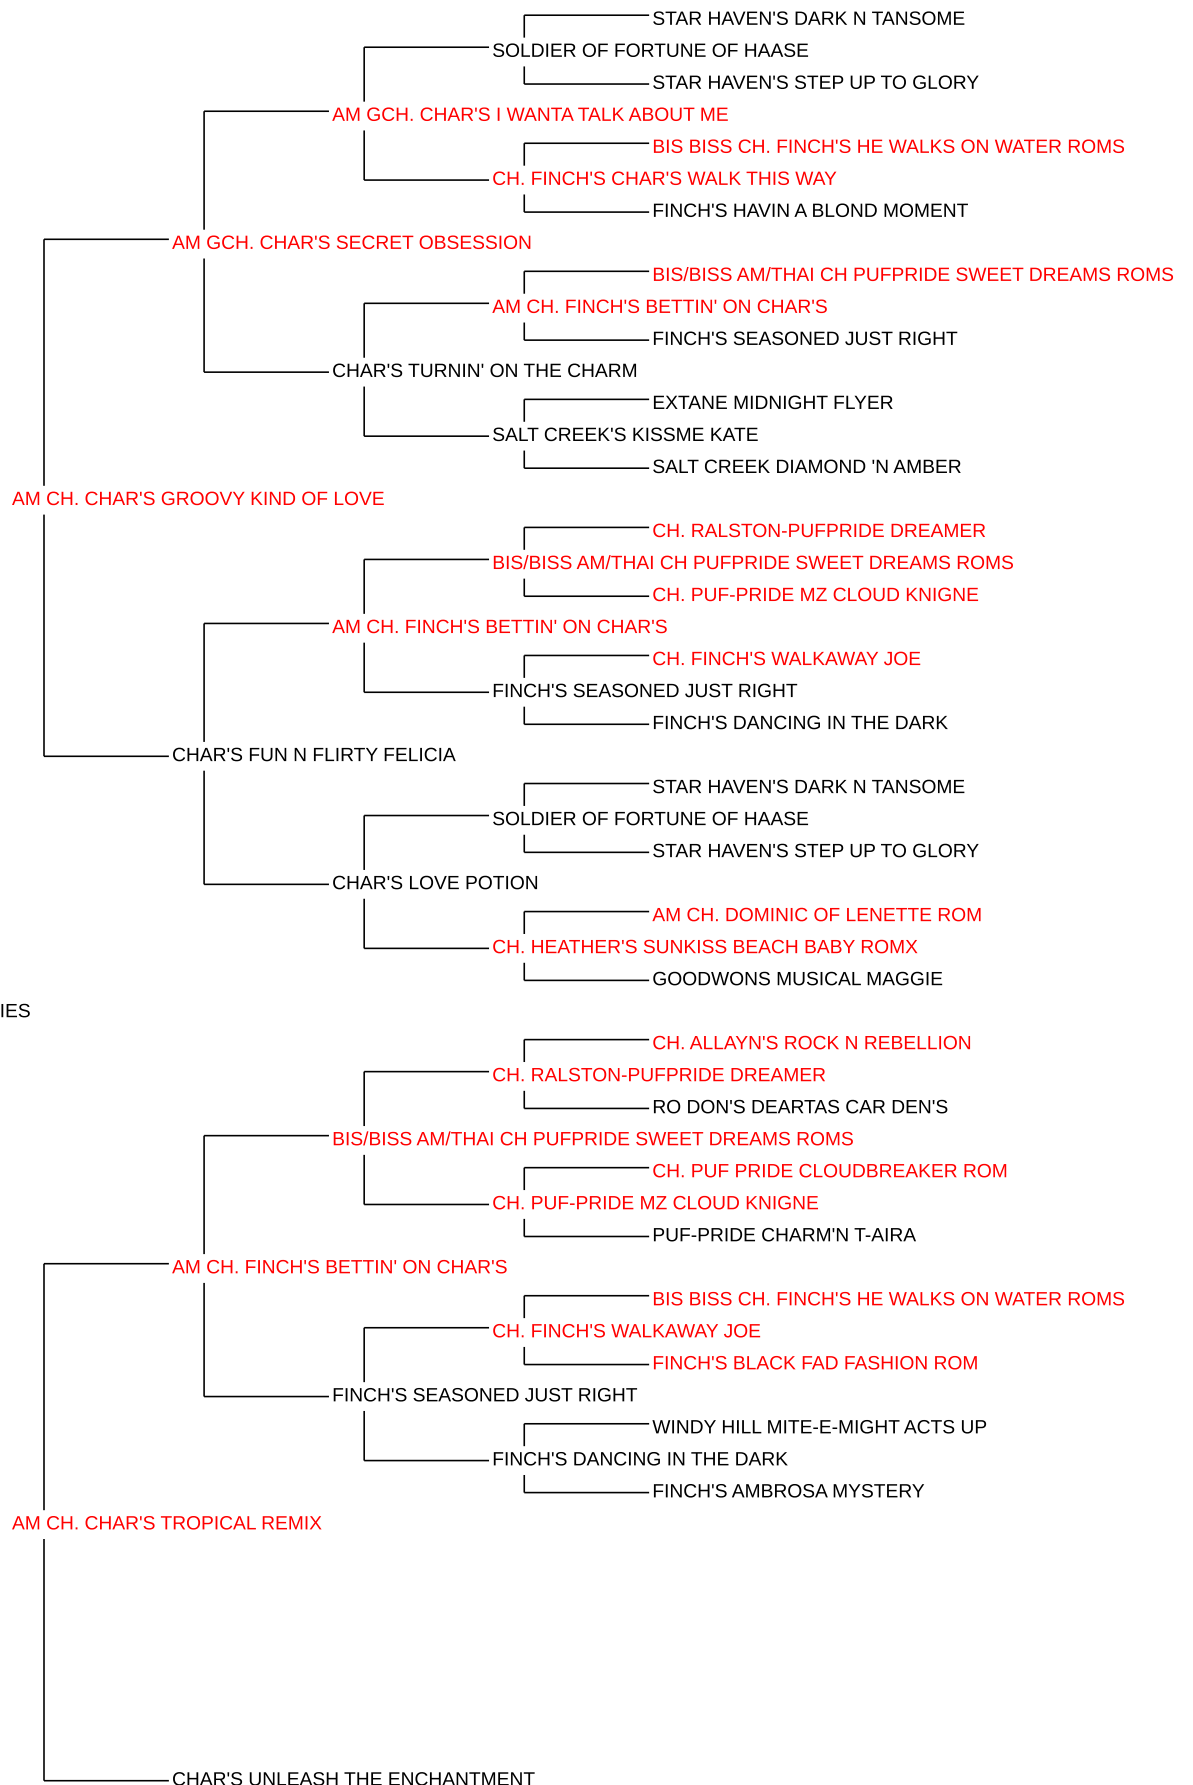 STAR HAVEN'S DARK N TANSOME
SOLDIER OF FORTUNE OF HAASE
STAR HAVEN'S STEP UP TO GLORY
AM GCH. CHAR'S I WANTA TALK ABOUT ME
BIS BISS CH. FINCH'S HE WALKS ON WATER ROMS
CH. FINCH'S CHAR'S WALK THIS WAY
FINCH'S HAVIN A BLOND MOMENT
AM GCH. CHAR'S SECRET OBSESSION
BIS/BISS AM/THAI CH PUFPRIDE SWEET DREAMS ROMS
AM CH. FINCH'S BETTIN' ON CHAR'S
FINCH'S SEASONED JUST RIGHT
CHAR'S TURNIN' ON THE CHARM
EXTANE MIDNIGHT FLYER
SALT CREEK'S KISSME KATE
SALT CREEK DIAMOND 'N AMBER
AM CH. CHAR'S GROOVY KIND OF LOVE
CH. RALSTON-PUFPRIDE DREAMER
BIS/BISS AM/THAI CH PUFPRIDE SWEET DREAMS ROMS
CH. PUF-PRIDE MZ CLOUD KNIGNE
AM CH. FINCH'S BETTIN' ON CHAR'S
CH. FINCH'S WALKAWAY JOE
FINCH'S SEASONED JUST RIGHT
FINCH'S DANCING IN THE DARK
CHAR'S FUN N FLIRTY FELICIA
STAR HAVEN'S DARK N TANSOME
SOLDIER OF FORTUNE OF HAASE
STAR HAVEN'S STEP UP TO GLORY
CHAR'S LOVE POTION
AM CH. DOMINIC OF LENETTE ROM
CH. HEATHER'S SUNKISS BEACH BABY ROMX
GOODWONS MUSICAL MAGGIE
IES
CH. ALLAYN'S ROCK N REBELLION
CH. RALSTON-PUFPRIDE DREAMER
RO DON'S DEARTAS CAR DEN'S
BIS/BISS AM/THAI CH PUFPRIDE SWEET DREAMS ROMS
CH. PUF PRIDE CLOUDBREAKER ROM
CH. PUF-PRIDE MZ CLOUD KNIGNE
PUF-PRIDE CHARM'N T-AIRA
AM CH. FINCH'S BETTIN' ON CHAR'S
BIS BISS CH. FINCH'S HE WALKS ON WATER ROMS
CH. FINCH'S WALKAWAY JOE
FINCH'S BLACK FAD FASHION ROM
FINCH'S SEASONED JUST RIGHT
WINDY HILL MITE-E-MIGHT ACTS UP
FINCH'S DANCING IN THE DARK
FINCH'S AMBROSA MYSTERY
AM CH. CHAR'S TROPICAL REMIX
CHAR'S UNLEASH THE ENCHANTMENT